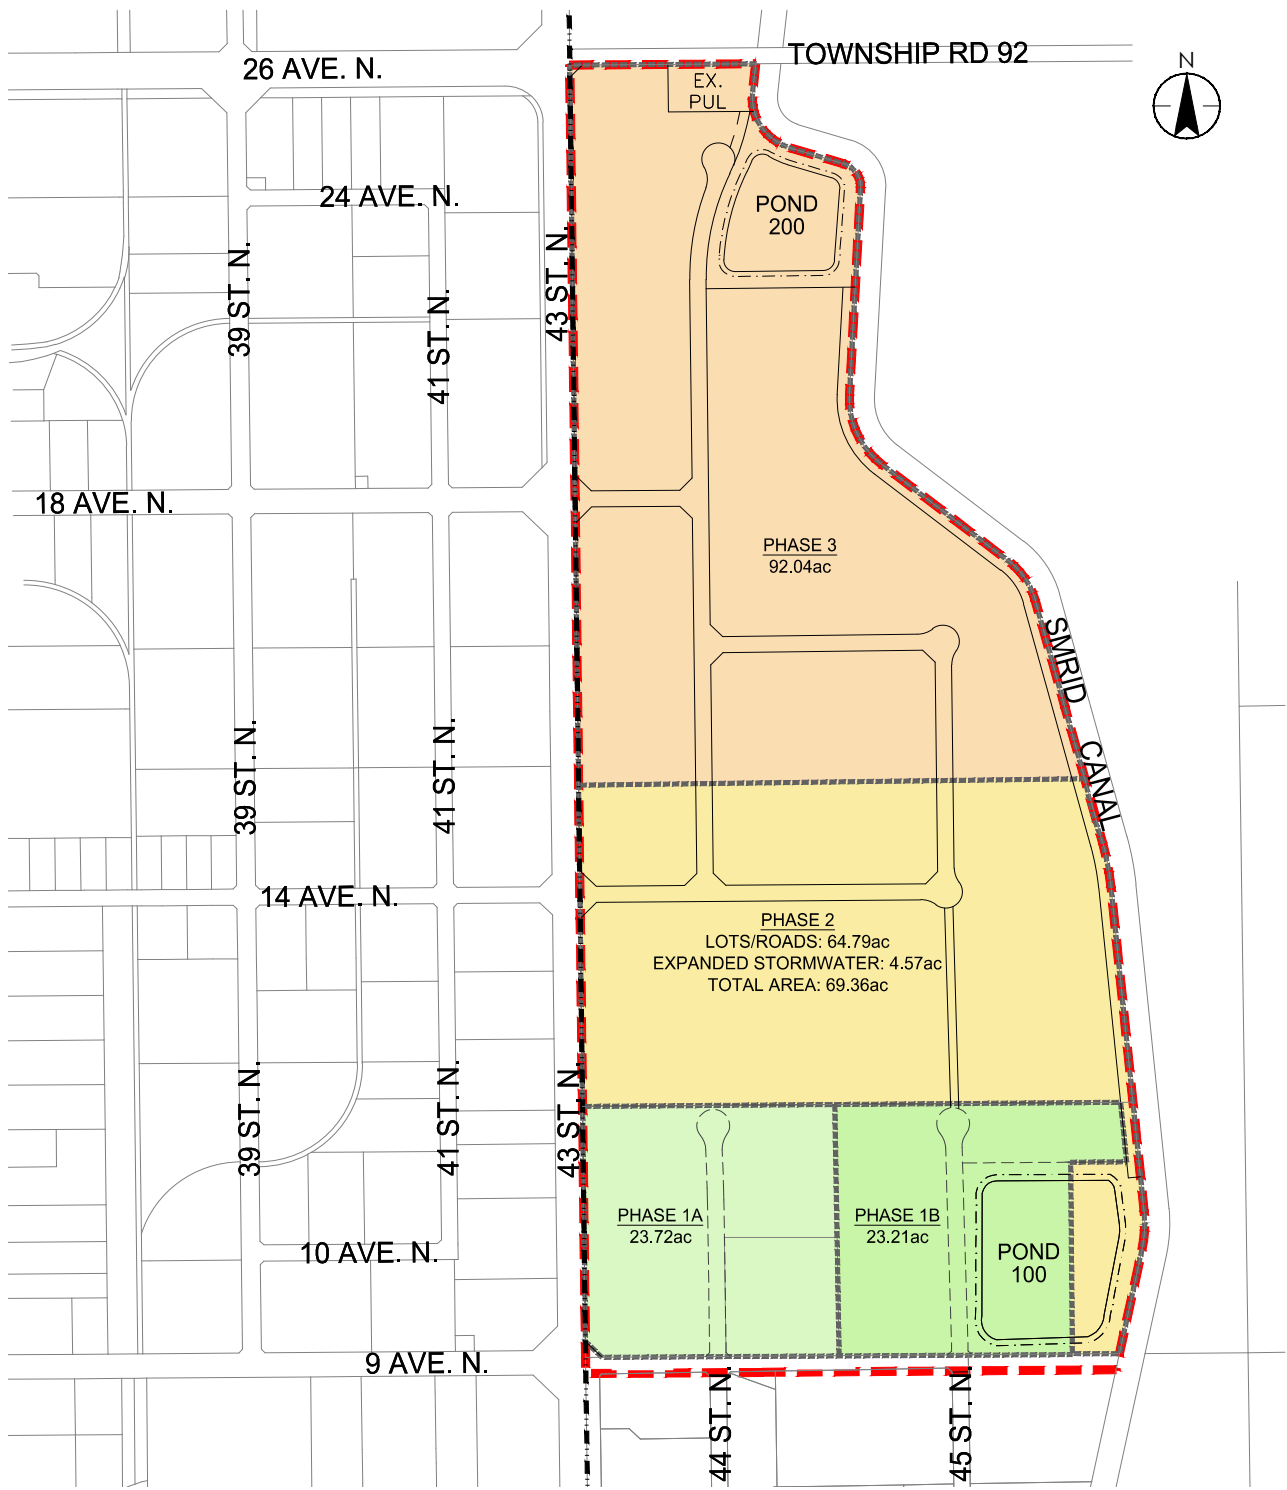 TOWNSHIP RD 92
N
26 AVE. N.
EX.
PUL
24 AVE. N.
POND
200
39 ST. N.
41 ST. N.
43 ST. N.
18 AVE. N.
PHASE 3
92.04ac
SMRID CANAL
39 ST. N.
41 ST. N.
14 AVE. N.
PHASE 2
LOTS/ROADS: 64.79ac
EXPANDED STORMWATER: 4.57ac
TOTAL AREA: 69.36ac
39 ST. N.
41 ST. N.
43 ST. N.
PHASE 1A
23.72ac
PHASE 1B
23.21ac
10 AVE. N.
POND
100
9 AVE. N.
44 ST. N.
45 ST. N.